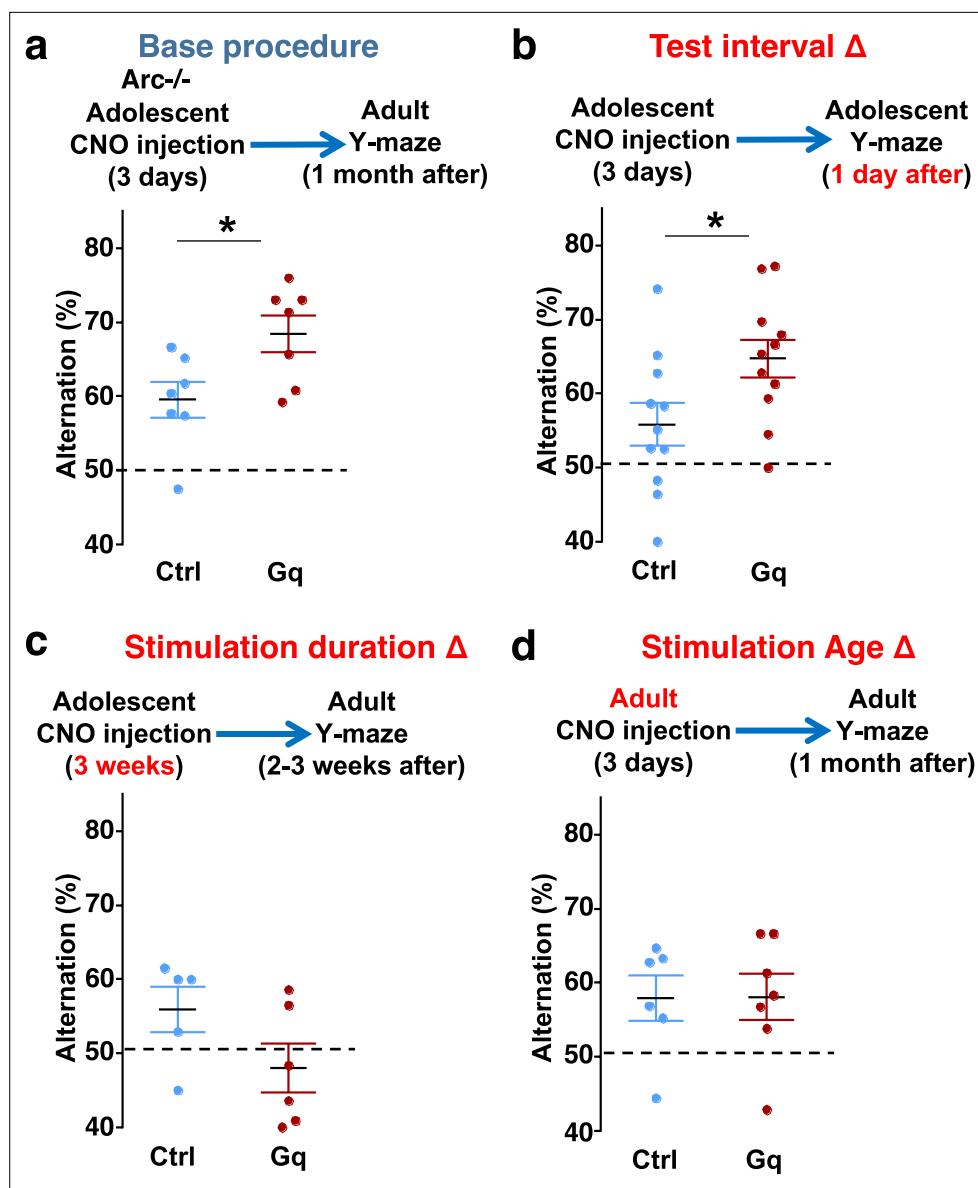 a Base procedure
Arc-/-
Adolescent
CNO injection
(3 days)
Adult
Y-maze
(1 month after)
*
Alternation (%)
80
70
60
50
40
Ctrl Gq
b Test interval Δ
Adolescent
CNO injection
(3 days)
Adolescent
Y-maze
(1 day after)
*
Alternation (%)
80
70
60
50
40
Ctrl Gq
c Stimulation duration Δ
Adolescent
CNO injection
(3 weeks)
Adult
Y-maze
(2-3 weeks after)
Alternation (%)
80
70
60
50
40
Ctrl Gq
d Stimulation Age Δ
Adult
CNO injection
(3 days)
Adult
Y-maze
(1 month after)
Alternation (%)
80
70
60
50
40
Ctrl Gq